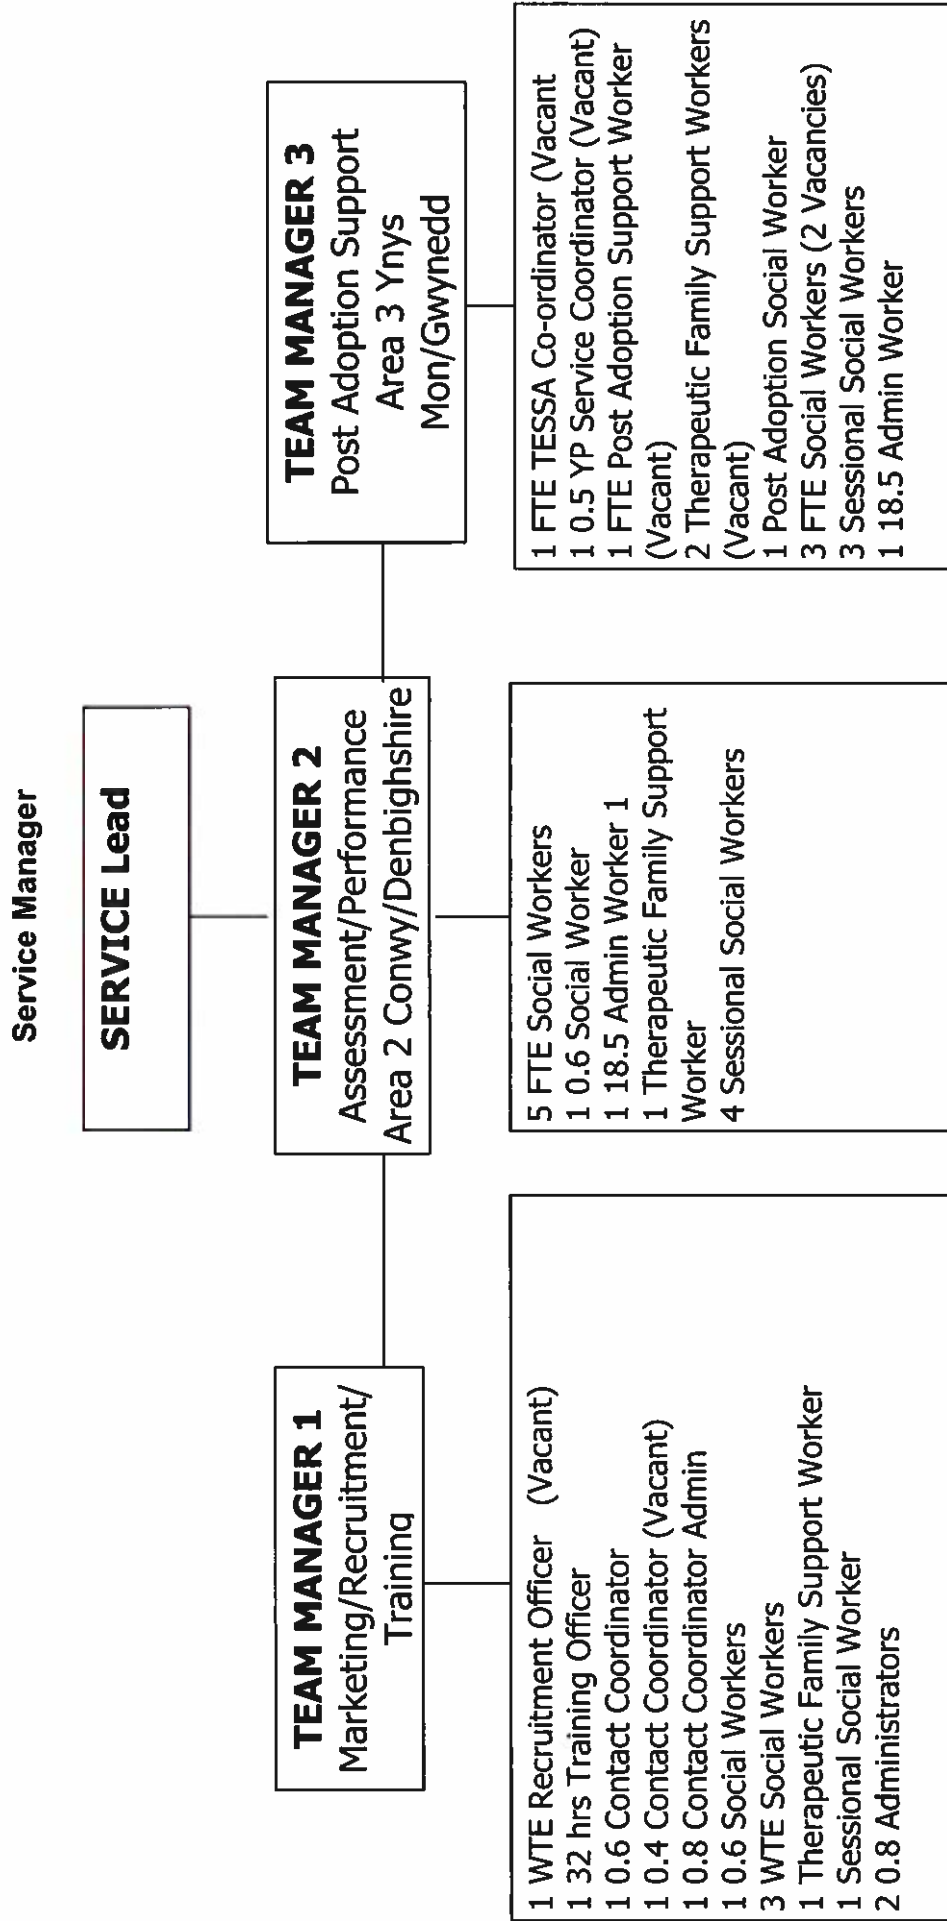 Service Manager
SERVICE Lead
TEAM MANAGER 1
Marketing/Recruitment/
Training
TEAM MANAGER 2
Assessment/Performance
Area 2 Conwy/Denbighshire
TEAM MANAGER 3
Post Adoption Support
Area 3 Ynys
Mon/Gwynedd
1 WTE Recruitment Officer (Vacant)
1 32 hrs Training Officer
1 0.6 Contact Coordinator
1 0.4 Contact Coordinator (Vacant)
1 0.8 Contact Coordinator Admin
1 0.6 Social Workers
3 WTE Social Workers
1 Therapeutic Family Support Worker
1 Sessional Social Worker
2 0.8 Administrators
5 FTE Social Workers
1 0.6 Social Worker
1 18.5 Admin Worker 1
1 Therapeutic Family Support
Worker
4 Sessional Social Workers
1 FTE TESSA Co-ordinator (Vacant
1 0.5 YP Service Coordinator (Vacant)
1 FTE Post Adoption Support Worker
(Vacant)
2 Therapeutic Family Support Workers
(Vacant)
1 Post Adoption Social Worker
3 FTE Social Workers (2 Vacancies)
3 Sessional Social Workers
1 18.5 Admin Worker